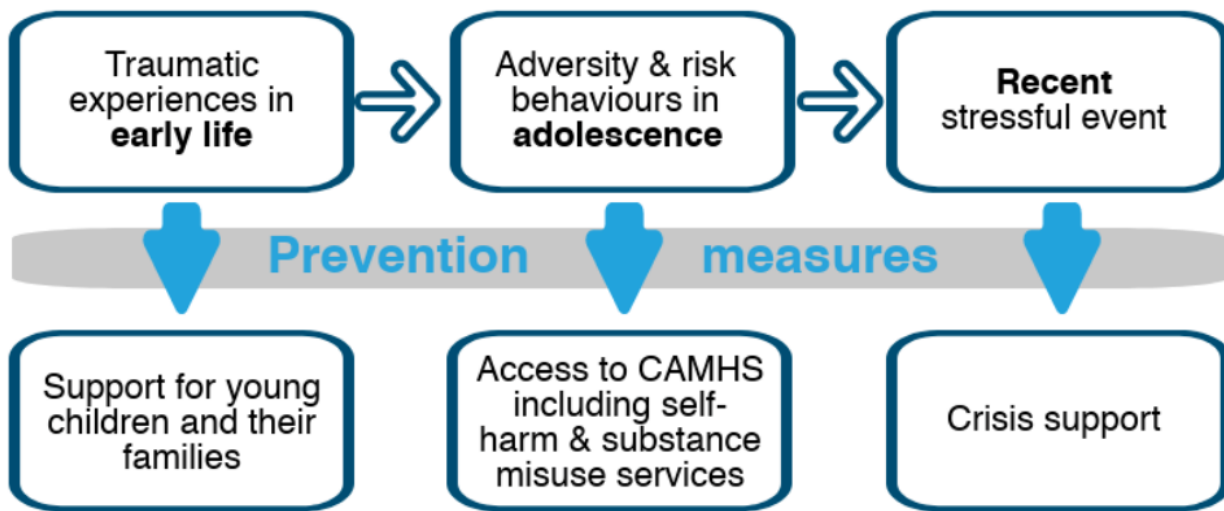 Traumatic
experiences in
early life
Adversity & risk
behaviours in
adolescence
Recent
stressful event
Prevention measures
Support for young
children and their
families
Access to CAMHS
including self-
harm & substance
misuse services
Crisis support